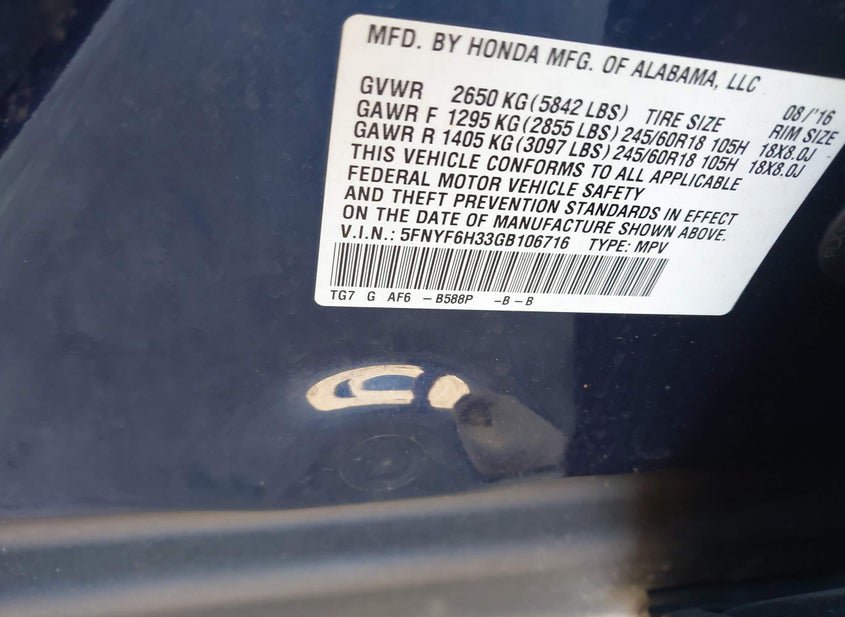 MFD. BY HONDA MFG. OF ALABAMA, LLC
08/'16
GVWR 2650 KG (5842 LBS) TIRE SIZE RIM SIZE
GAWR F 1295 KG (2855 LBS) 245/60R18 105H 18X8.0J
GAWR R 1405 KG (3097 LBS) 245/60R18 105H 18X8.0J
THIS VEHICLE CONFORMS TO ALL APPLICABLE
FEDERAL MOTOR VEHICLE SAFETY
AND THEFT PREVENTION STANDARDS IN EFFECT
ON THE DATE OF MANUFACTURE SHOWN ABOVE.
V.I.N.: 5FNYF6H33GB106716 TYPE: MPV
TG7 G AF6 - B588P - B - B